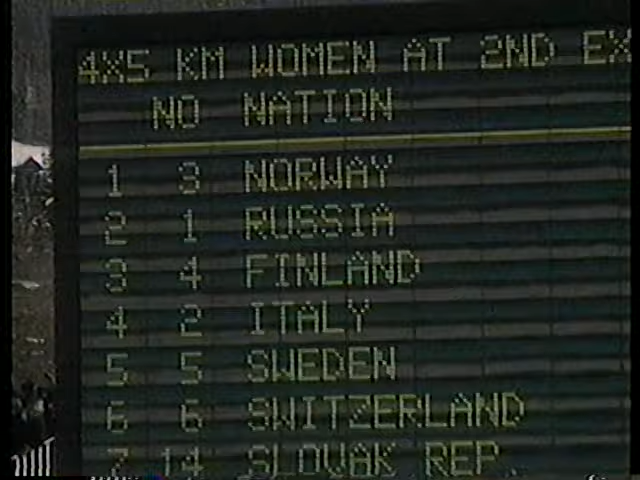 4X5 KM WOMEN AT 2ND EX
NO NATION
1 3 NORWAY
2 1 RUSSIA
3 4 FINLAND
4 2 ITALY
5 5 SWEDEN
6 6 SWITZERLAND
7 14 SLOVAK REP.